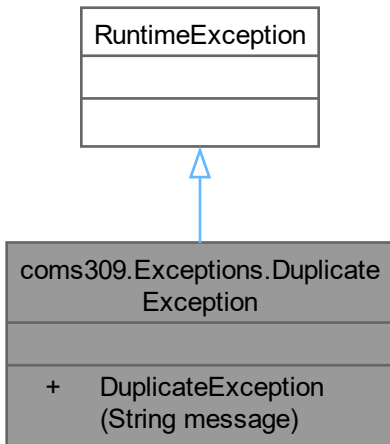 RuntimeException
coms309.Exceptions.Duplicate
Exception
+ DuplicateException
(String message)